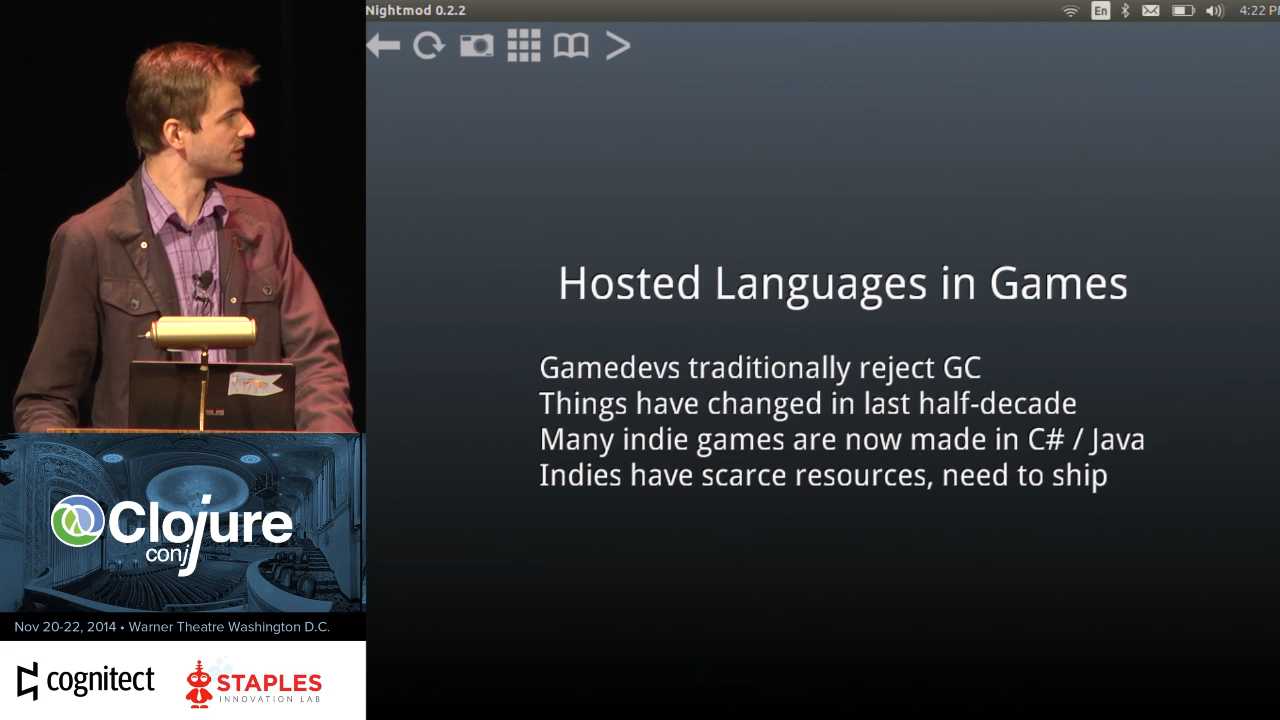 Nightmod 0.2.2
En
4:22 P
Hosted Languages in Games
Gamedevs traditionally reject GC
Things have changed in last half-decade
Many indie games are now made in C# / Java
Indies have scarce resources, need to ship
Clojure
conj
Nov 20-22, 2014 • Warner Theatre Washington D.C.
cognitect
STAPLES
INNOVATION LAB